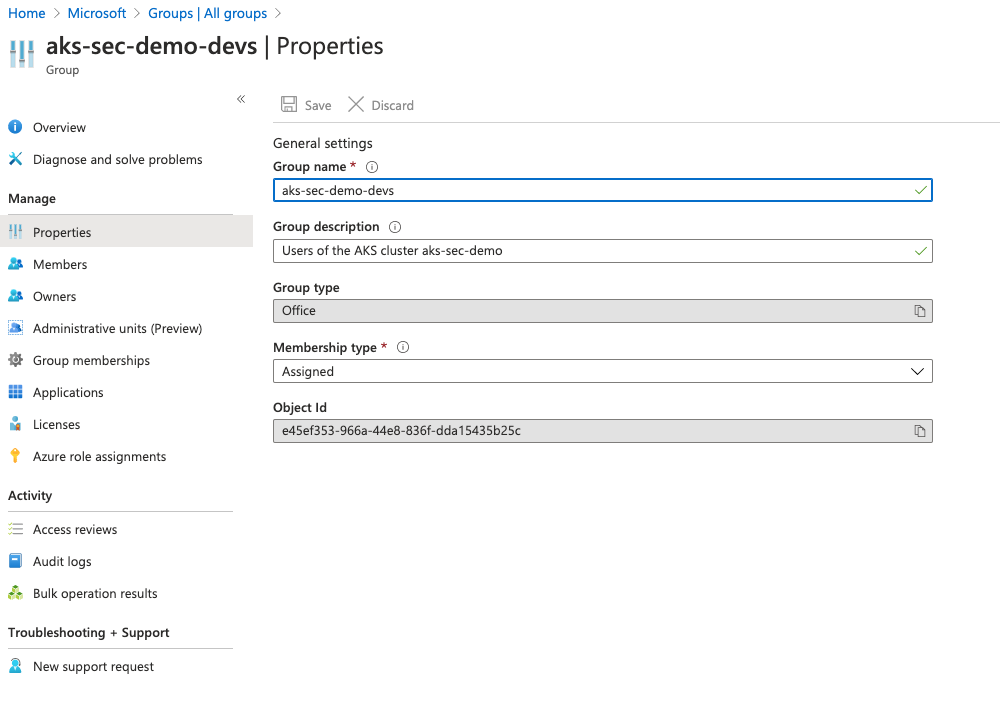 Home > Microsoft > Groups | All groups >
aks-sec-demo-devs | Properties
Group
«
Save Discard
Overview
Diagnose and solve problems
Manage
Properties
Members
Owners
Administrative units (Preview)
Group memberships
Applications
Licenses
Azure role assignments
Activity
Access reviews
Audit logs
Bulk operation results
Troubleshooting + Support
New support request
General settings
Group name *
aks-sec-demo-devs
Group description
Users of the AKS cluster aks-sec-demo
Group type
Office
Membership type *
Assigned
Object Id
e45ef353-966a-44e8-836f-dda15435b25c